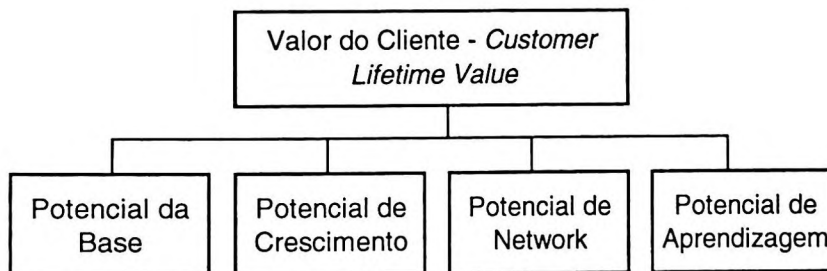 Valor do Cliente - Customer
Lifetime Value
Potencial da
Base
Potencial de
Crescimento
Potencial de
Network
Potencial de
Aprendizagem